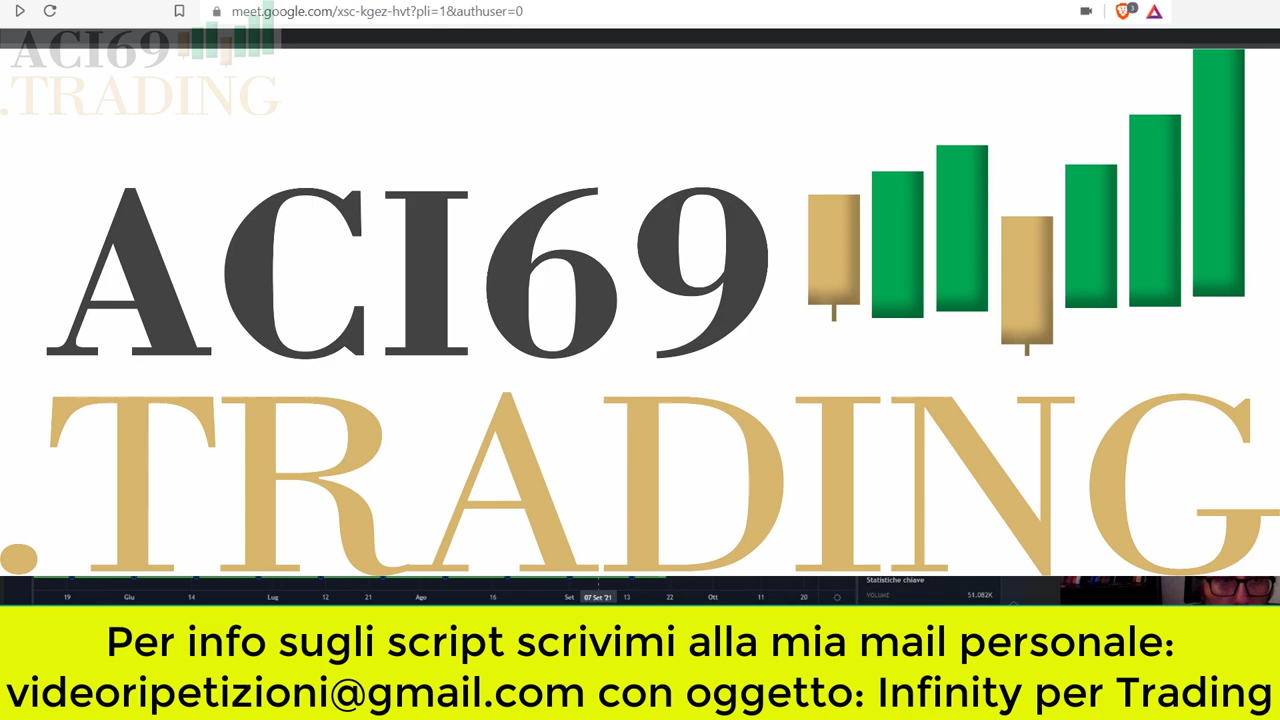 meet.google.com/xsc-kgez-hvt?pli=1&authuser=0
3
ACI69
.TRADING
ACI69
.TRADING
19 Giu 14 Lug 12 21 Ago 16 Set 07 Set '21 13 22 Ott 11 20
Statistiche chiave
VOLUME 51.082K
Per info sugli script scrivimi alla mia mail personale:
videoripetizioni@gmail.com con oggetto: Infinity per Trading